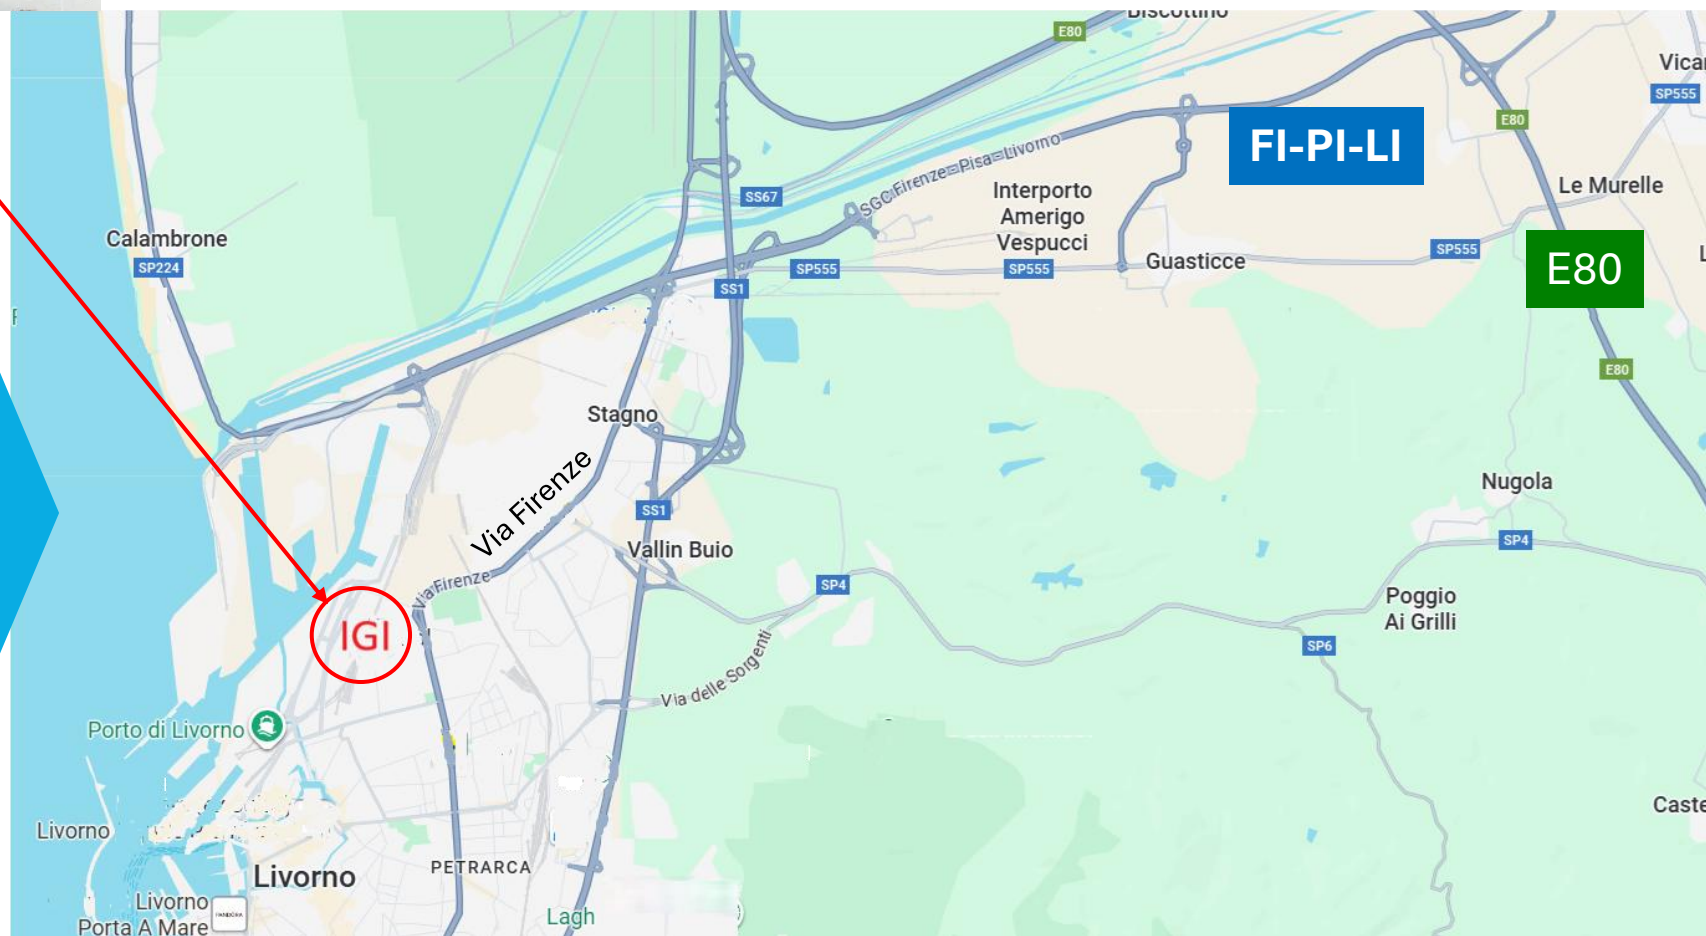 Biscottino
E80
Vicar
SP555
E80
FI-PI-LI
SGC Firenze - Pisa - Livorno
Interporto
Amerigo
Vespucci
Le Murelle
SS67
Calambrone
SP224
SP555
SP555
Guasticce
SP555
E80
SS1
E80
Stagno
Via Firenze
Nugola
SS1
SP4
Vallin Buio
Via Firenze
SP4
Poggio
Ai Grilli
IGI
SP6
Via delle Sorgenti
Porto di Livorno
Caste
Livorno
PETRARCA
Livorno
Livorno
Porta A Mare
PANDORA
Lagh